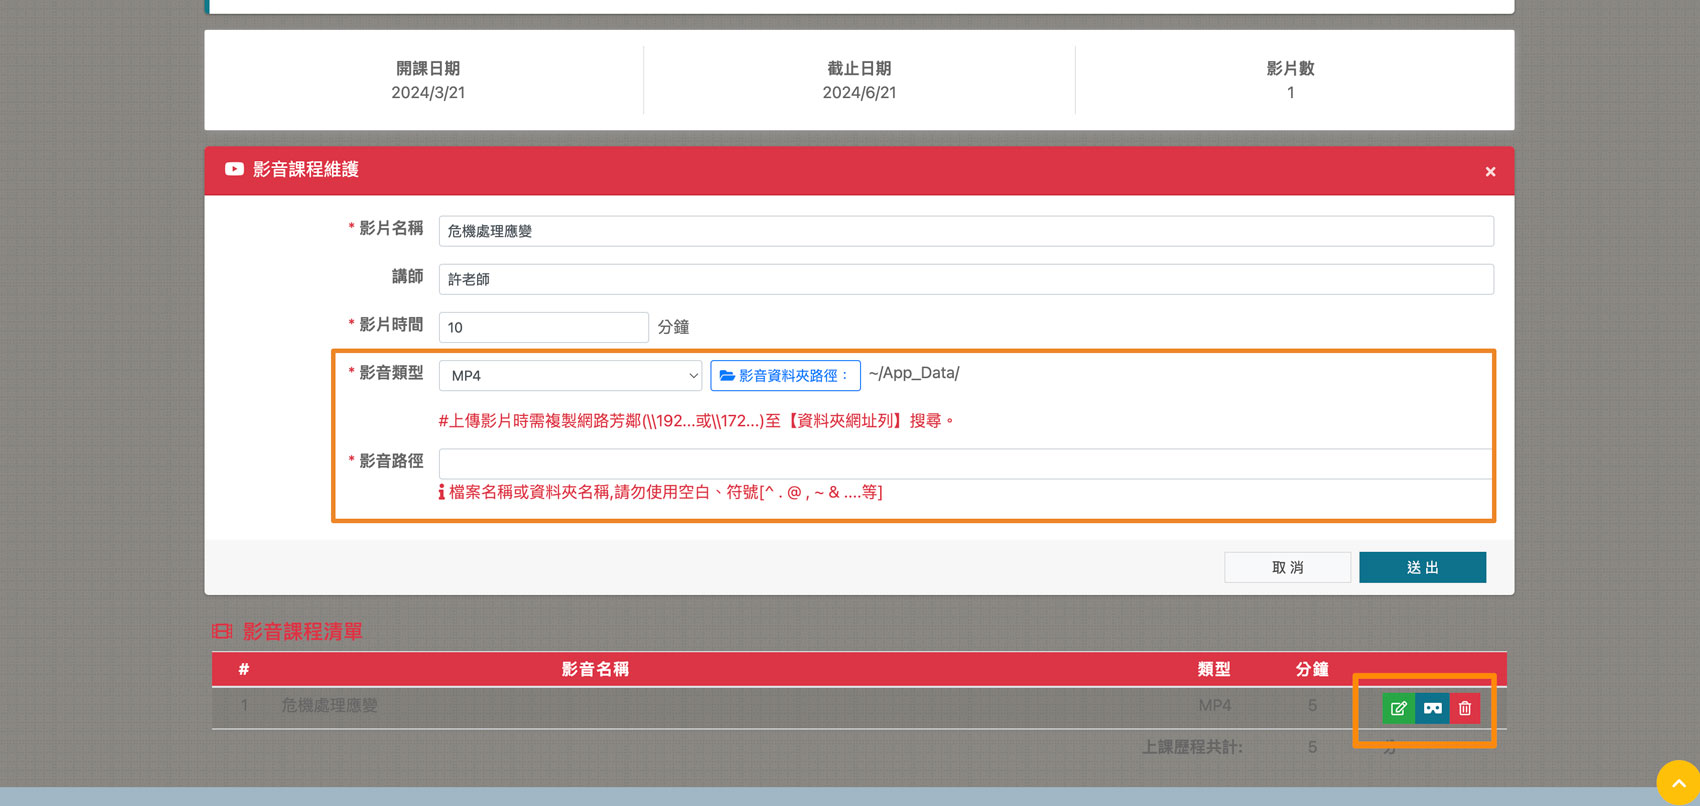 開課日期 截止日期 影片數
2024/3/21 2024/6/21 1
影音課程維護 ×
* 影片名稱 危機處理應變
講師 許老師
* 影片時間 10 分鐘
* 影音類型 MP4 影音資料夾路徑： ~/App_Data/
#上傳影片時需複製網路芳鄰(\\192...或\\172...)至【資料夾網址列】搜尋。
* 影音路徑
檔案名稱或資料夾名稱,請勿使用空白、符號[^ . @ , ~ & ....等]
取 消 送 出
影音課程清單
# 影音名稱 類型 分鐘
1 危機處理應變 MP4 5
上課歷程共計: 5 分